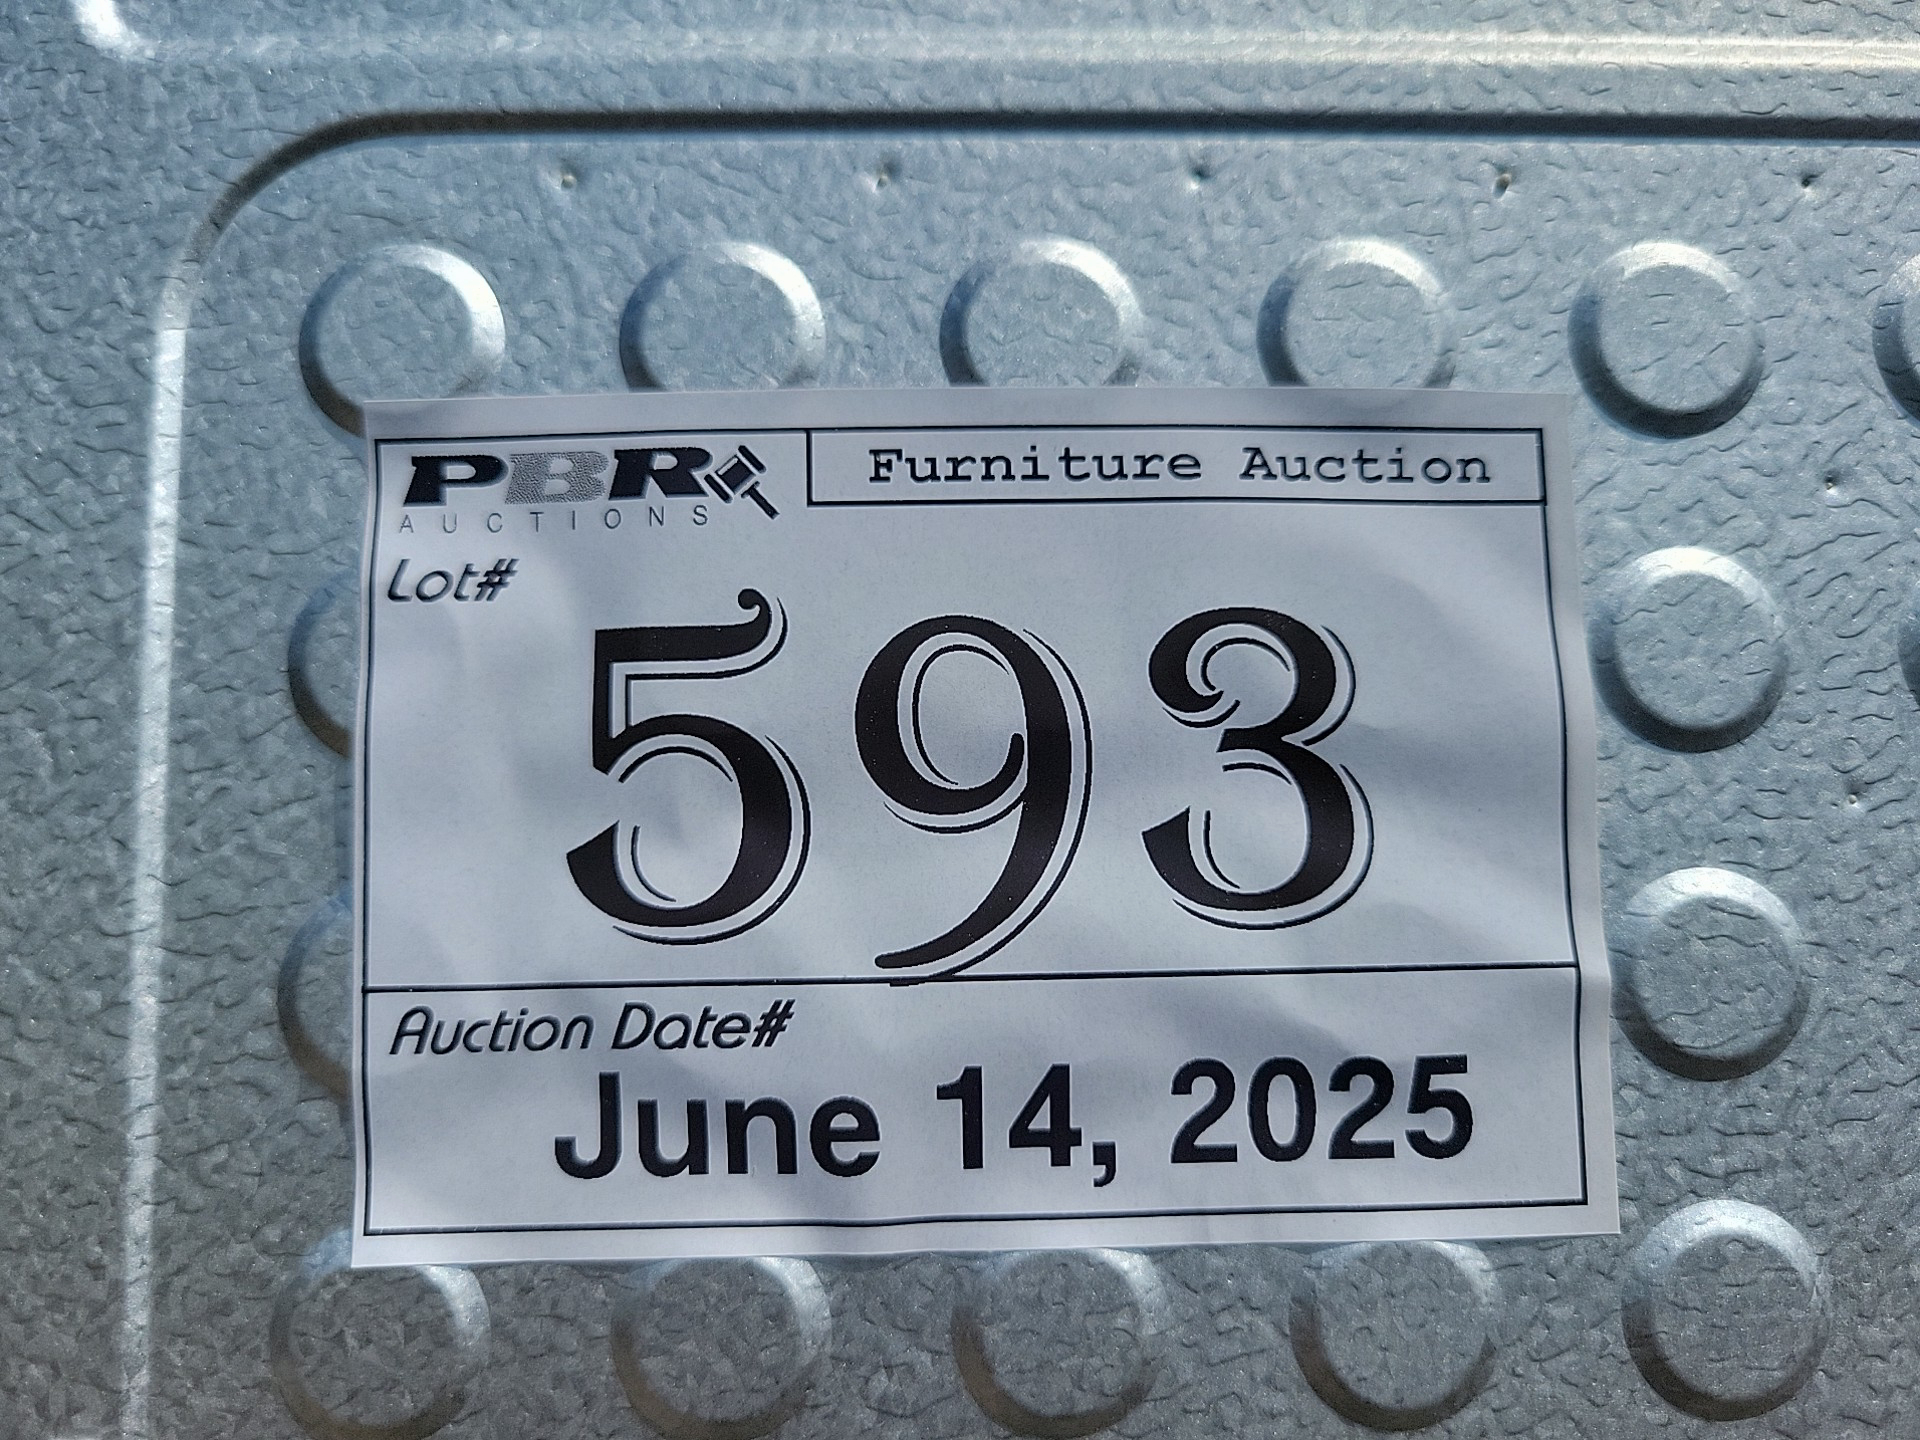 PBR
AUCTIONS
Furniture Auction
Lot#
593
Auction Date#
June 14, 2025